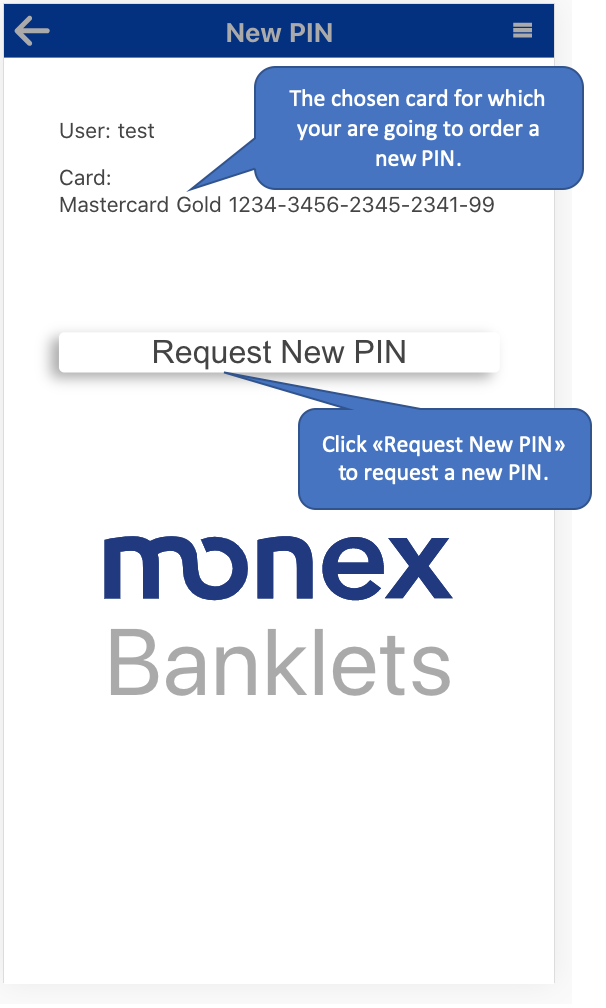 New PIN
The chosen card for which
your are going to order a
new PIN.
User: test
Card:
Mastercard Gold 1234-3456-2345-2341-99
Request New PIN
Click «Request New PIN»
to request a new PIN.
monex
Banklets